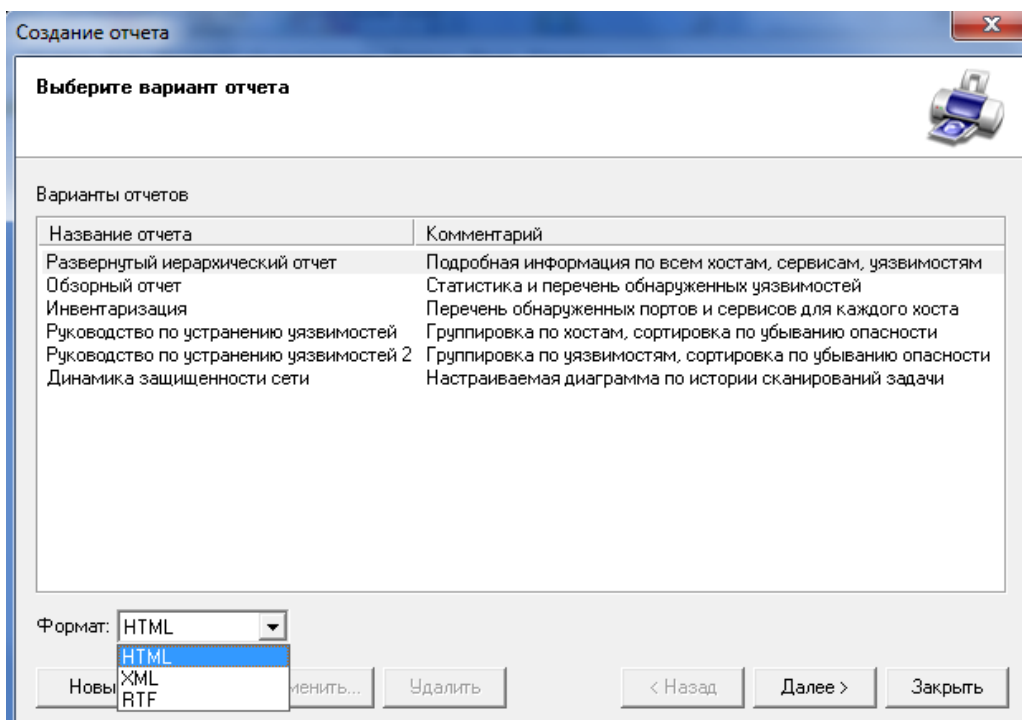 Создание отчета
Выберите вариант отчета
Варианты отчетов
Название отчета Комментарий
Развернутый иерархический отчет Подробная информация по всем хостам, сервисам, уязвимостям
Обзорный отчет Статистика и перечень обнаруженных уязвимостей
Инвентаризация Перечень обнаруженных портов и сервисов для каждого хоста
Руководство по устранению уязвимостей Группировка по хостам, сортировка по убыванию опасности
Руководство по устранению уязвимостей 2 Группировка по уязвимостям, сортировка по убыванию опасности
Динамика защищенности сети Настраиваемая диаграмма по истории сканирований задачи
Формат: HTML
HTML
XML
RTF
Новы менить... Удалить < Назад Далее > Закрыть